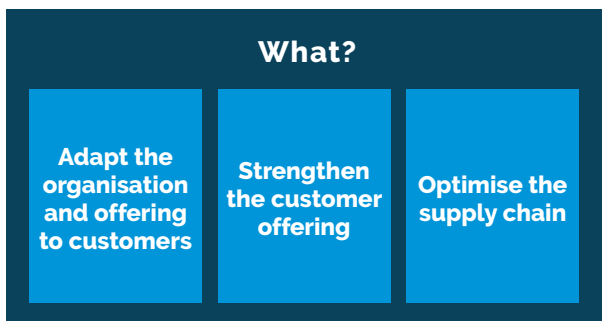 What?
Adapt the
organisation
and offering
to customers
Strengthen
the customer
offering
Optimise the
supply chain